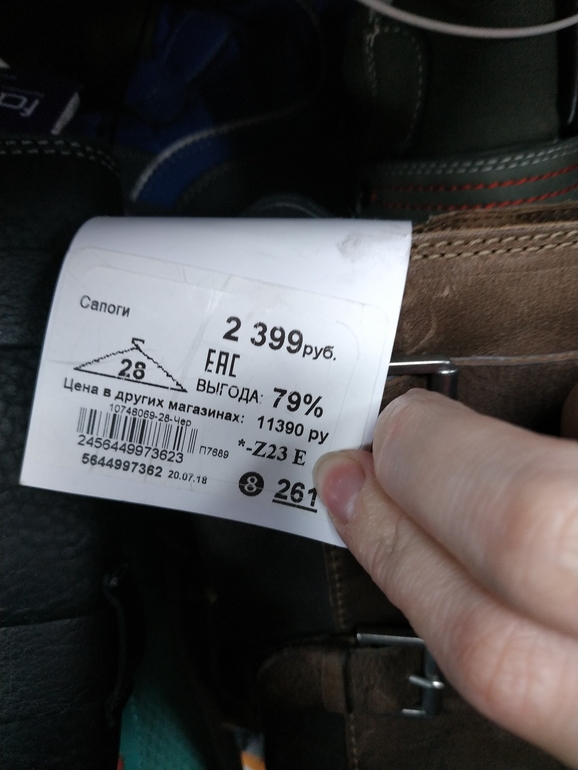 Сапоги
2 399руб.
28
ЕАС
ВЫГОДА: 79%
Цена в других магазинах: 11390 ру
10748069-28-Чер
2456449973623
П7669
*-Z23 E
5644997362 20.07.18
8 261